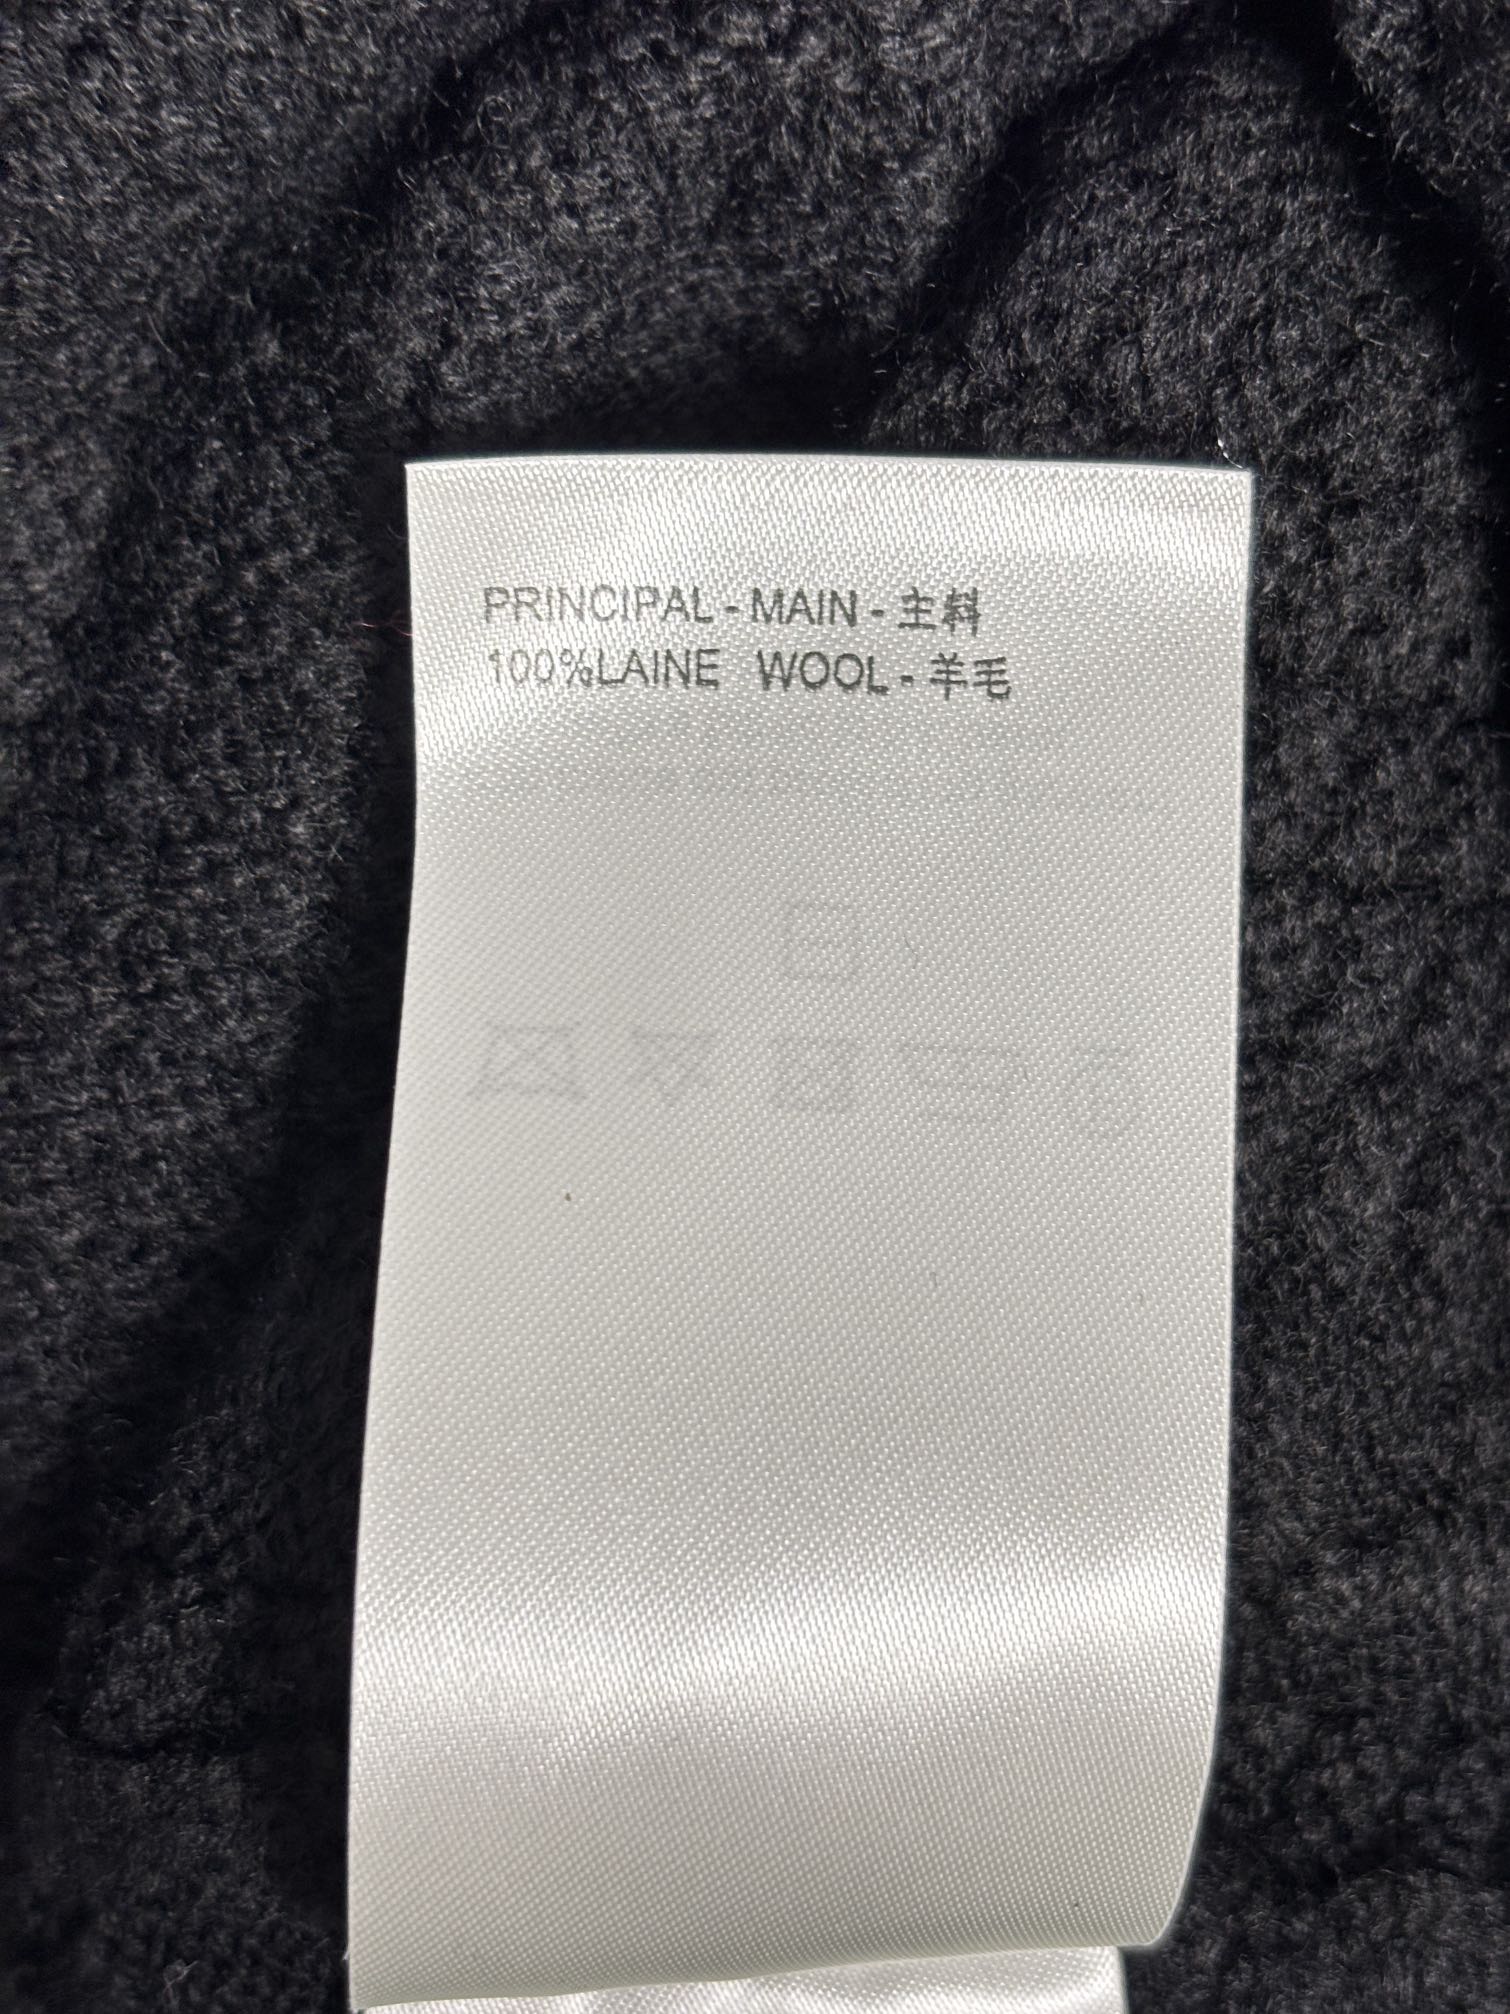 PRINCIPAL - MAIN - 主料
100%LAINE WOOL - 羊毛